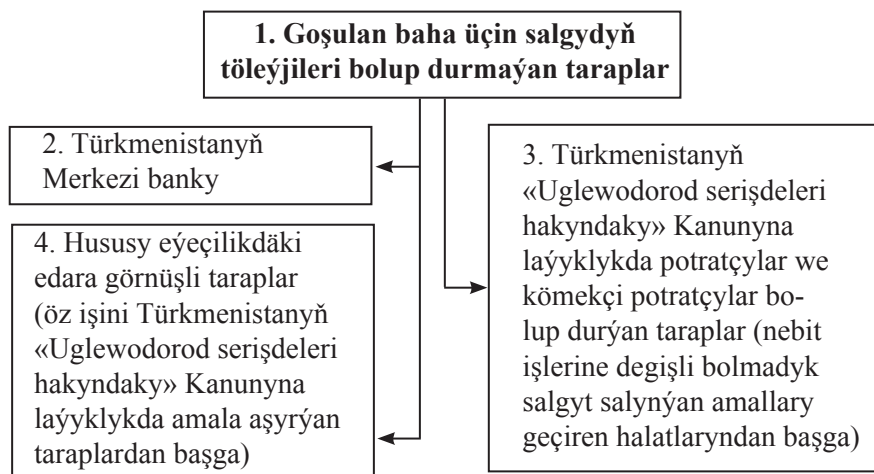 1. Goşulan baha üçin salgydyň
töleýjileri bolup durmaýan taraplar
2. Türkmenistanyň
Merkezi banky
3. Türkmenistanyň
«Uglewodorod serişdeleri
hakyndaky» Kanunyna
laýyklykda potratçylar we
kömekçi potratçylar bo-
lup durýan taraplar (nebit
işlerine degişli bolmadyk
salgyt salynýan amallary
geçiren halatlaryndan başga)
4. Hususy eýeçilikdäki
edara görnüşli taraplar
(öz işini Türkmenistanyň
«Uglewodorod serişdeleri
hakyndaky» Kanunyna
laýyklykda amala aşyrýan
taraplardan başga)